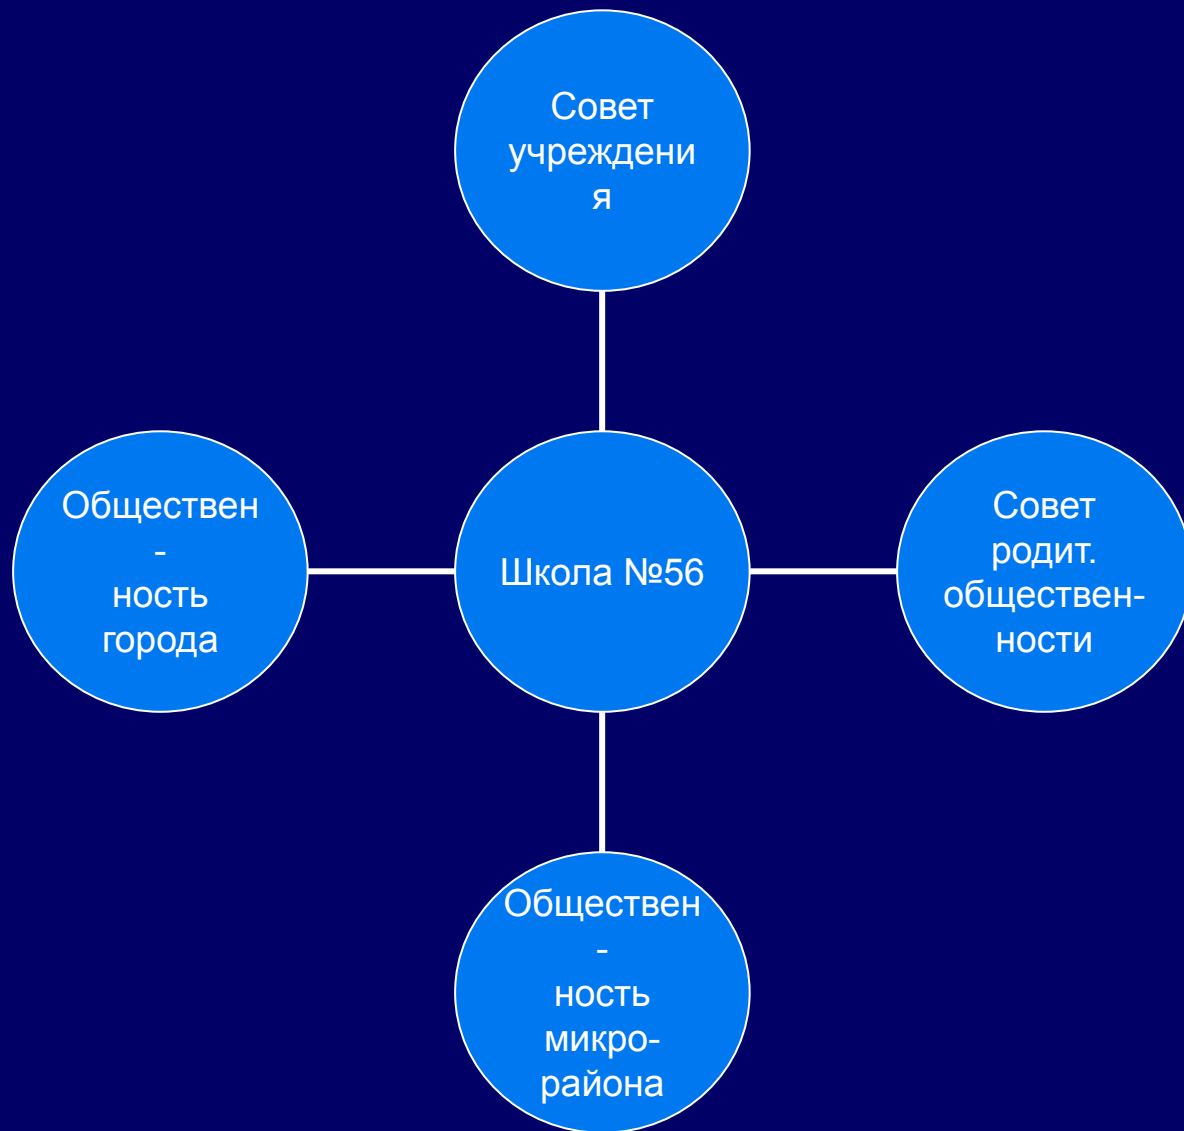 Совет
учреждени
я
Обществен
-
ность
города
Школа №56
Совет
родит.
обществен-
ности
Обществен
-
ность
микро-
района